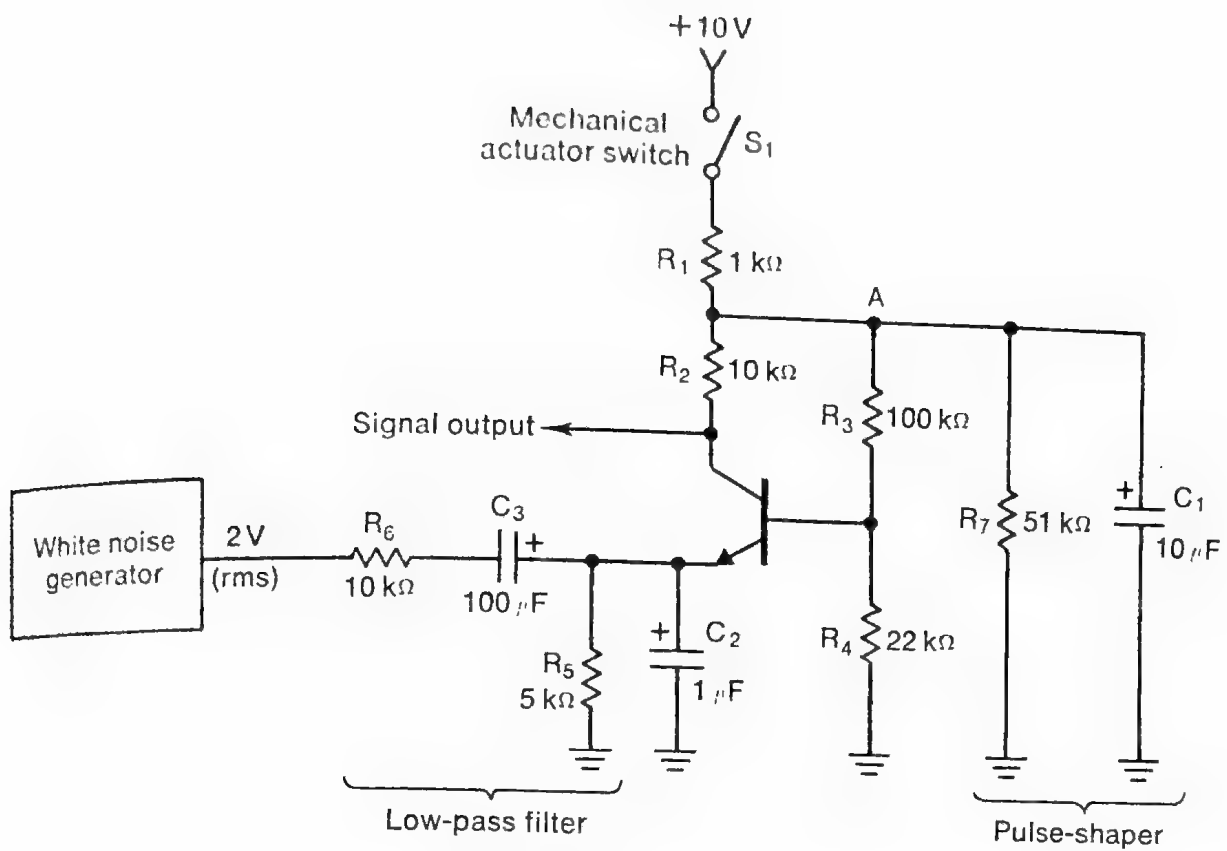 +10V
Mechanical
actuator switch
S₁
R₁
1 kΩ
A
R₂
10 kΩ
Signal output
R₃
100 kΩ
White noise
generator
2V
(rms)
R₆
10 kΩ
C₃
+
100 μF
R₅
5 kΩ
+
C₂
1 μF
R₄
22 kΩ
R₇
51 kΩ
+
C₁
10 μF
Low-pass filter
Pulse-shaper